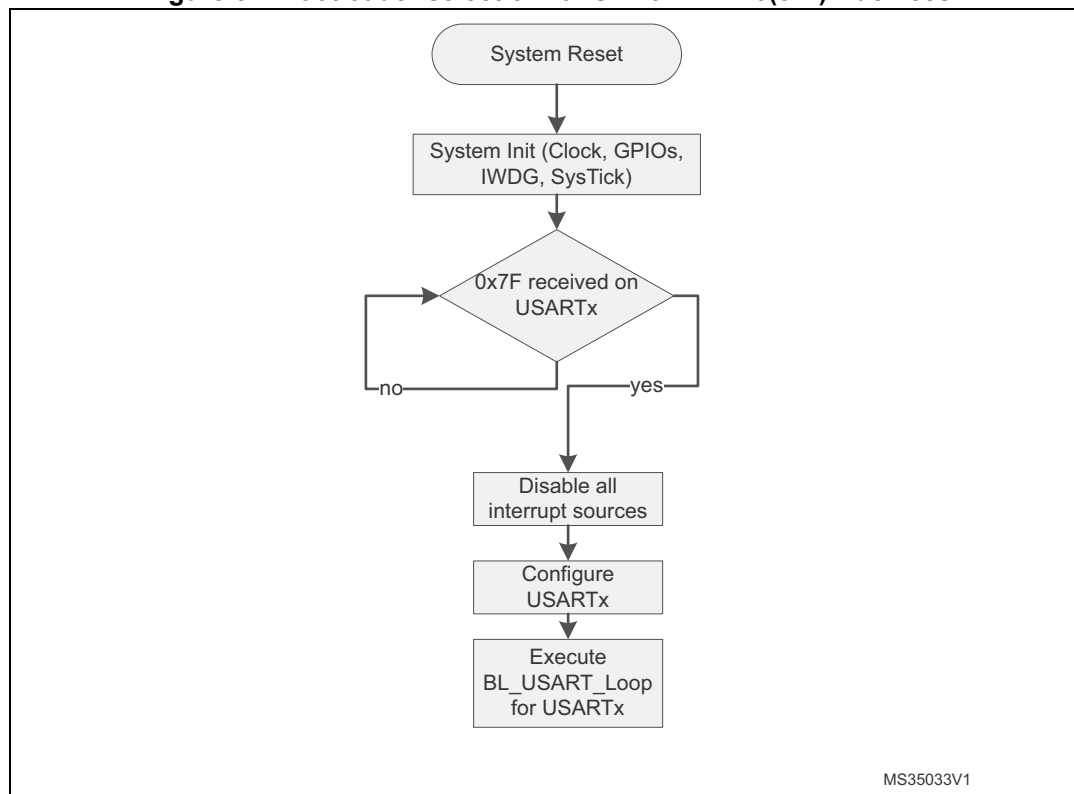 System Reset
System Init (Clock, GPIOs,
IWDG, SysTick)
0x7F received on
USARTx
no
yes
Disable all
interrupt sources
Configure
USARTx
Execute
BL_USART_Loop
for USARTx
MS35033V1